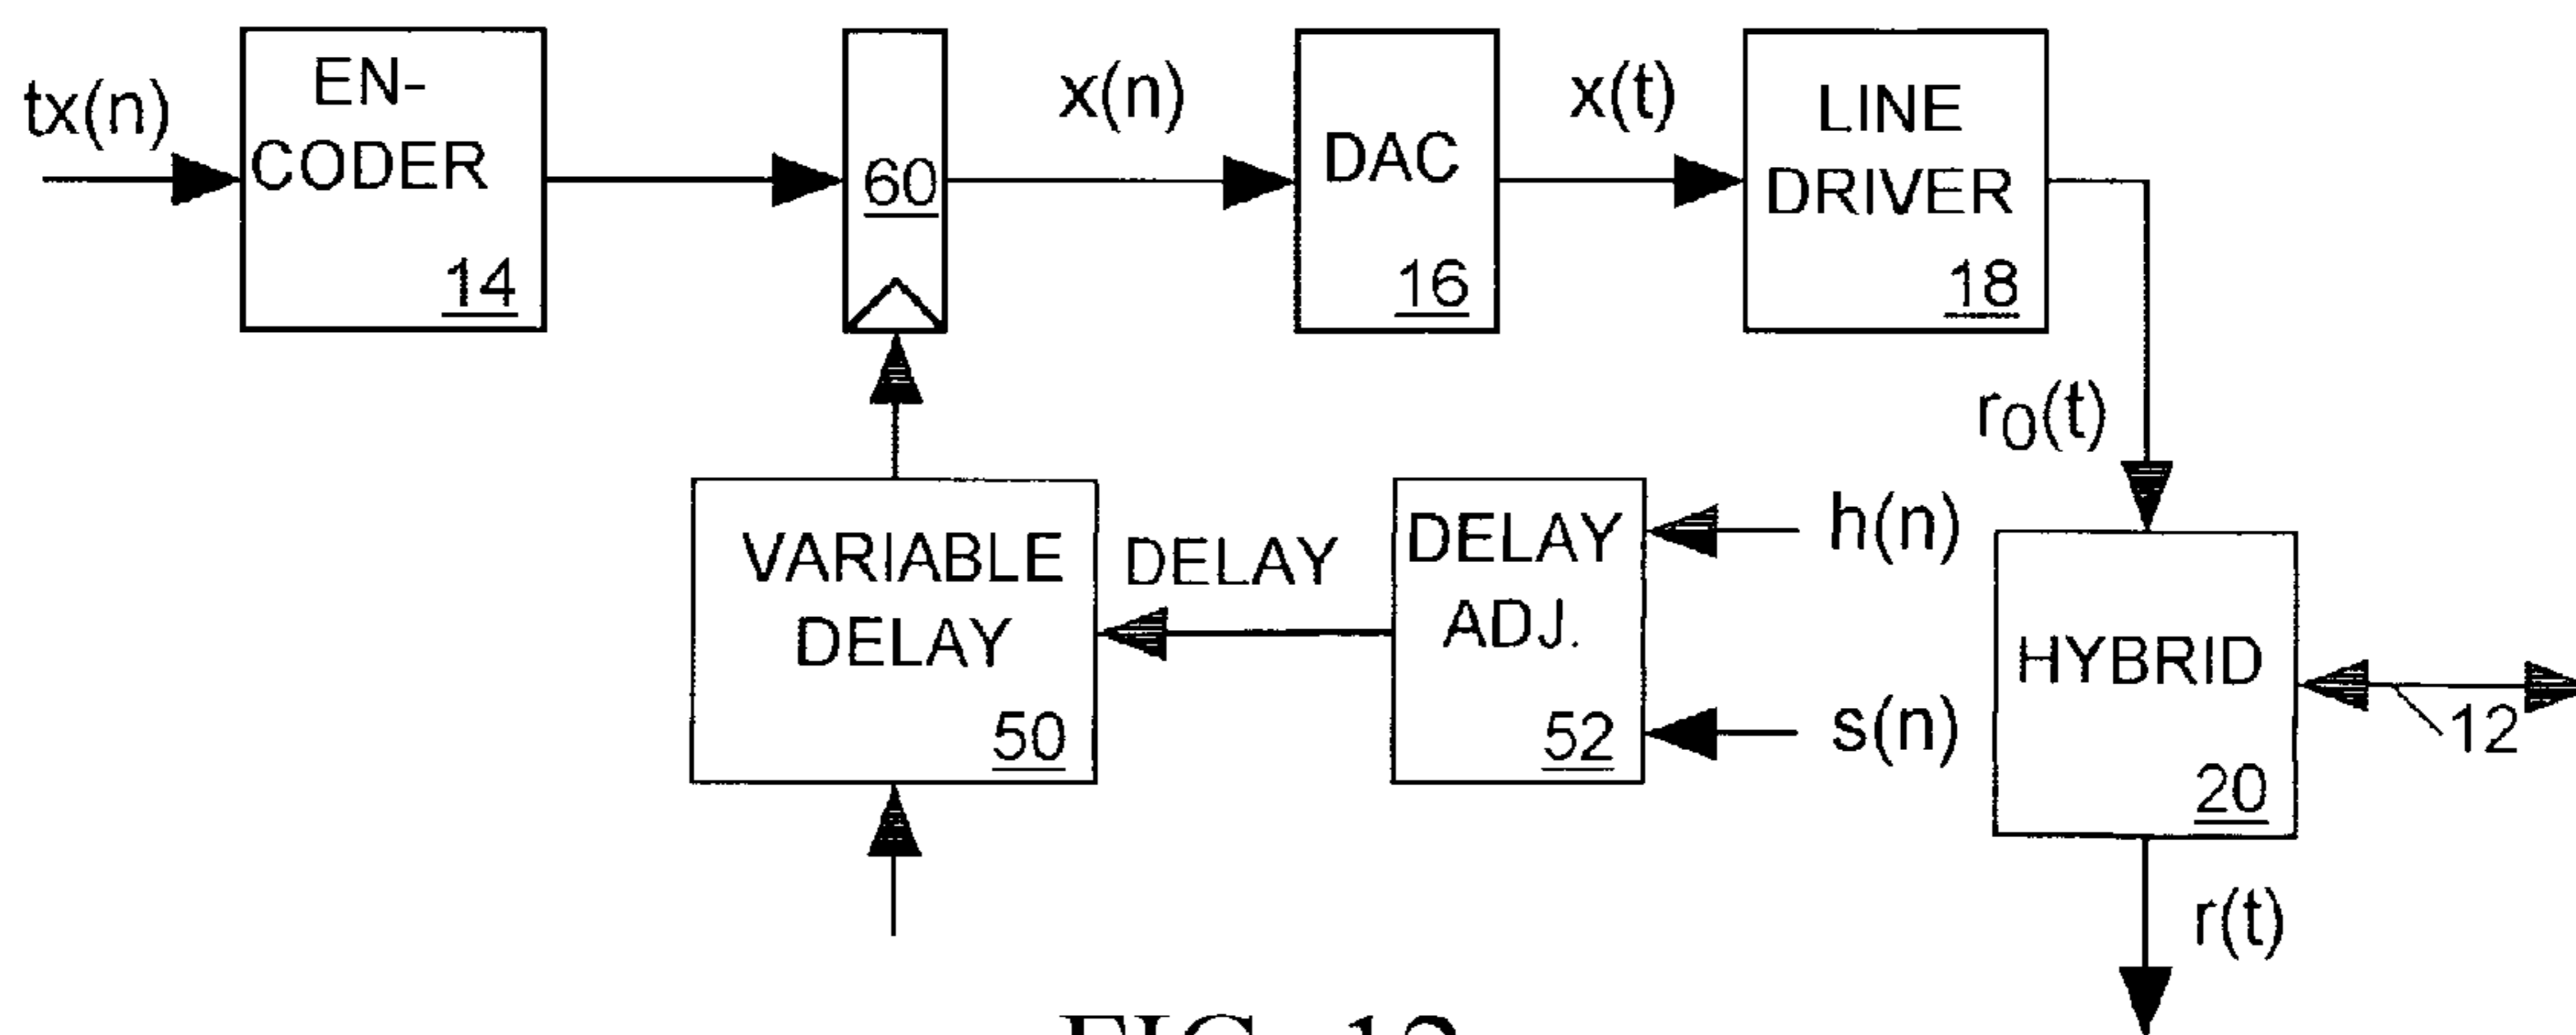 tx(n)
EN-
CODER
14
60
x(n)
DAC
16
x(t)
LINE
DRIVER
18
r0(t)
VARIABLE
DELAY
50
DELAY
DELAY
ADJ.
52
h(n)
s(n)
HYBRID
20
12
r(t)